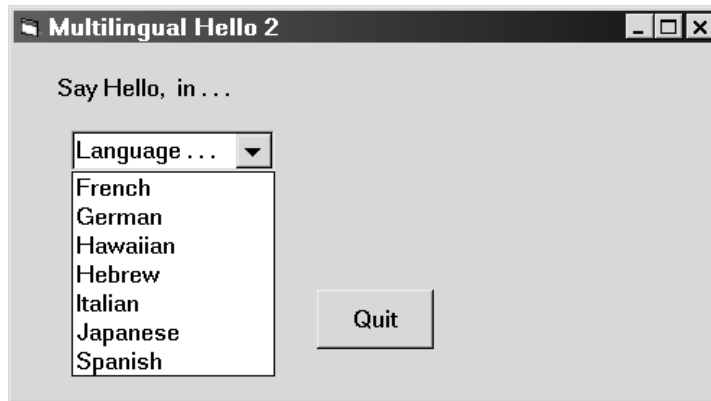 Multilingual Hello 2
Say Hello, in . . .
Language . . .
French
German
Hawaiian
Hebrew
Italian
Japanese
Spanish
Quit